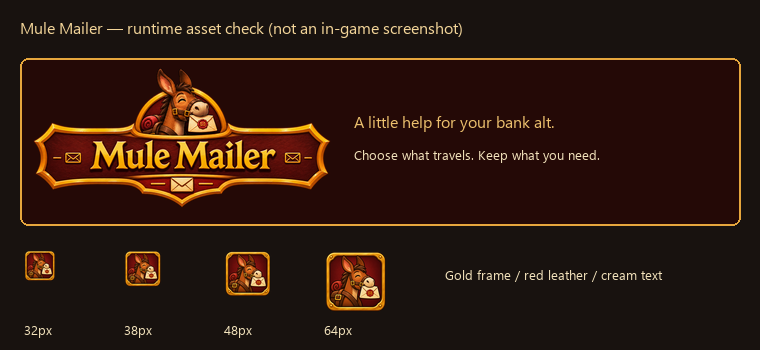 Mule Mailer — runtime asset check (not an in-game screenshot)
Mule Mailer
A little help for your bank alt.
Choose what travels. Keep what you need.
Gold frame / red leather / cream text
32px
38px
48px
64px